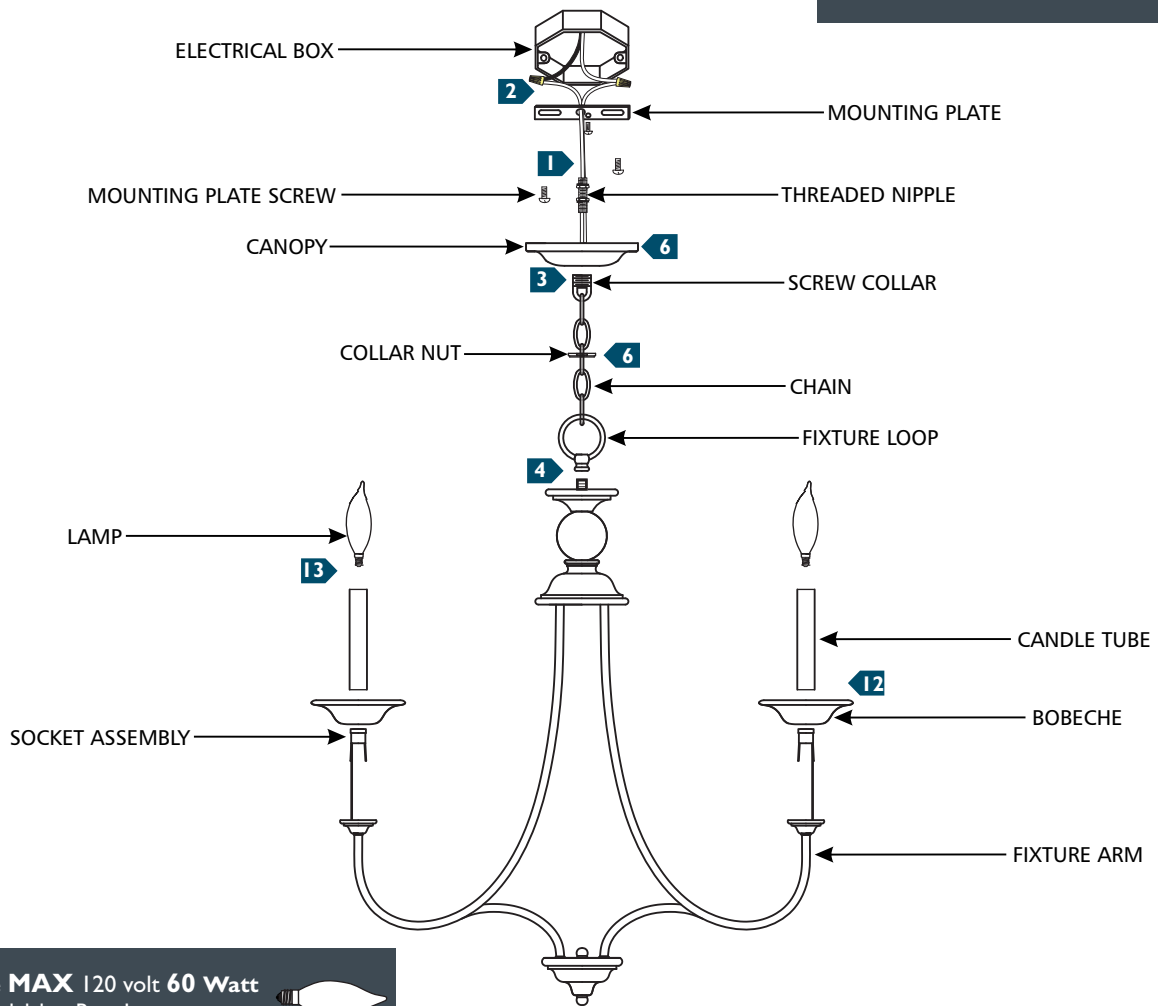 ELECTRICAL BOX
2
MOUNTING PLATE
1
MOUNTING PLATE SCREW
THREADED NIPPLE
CANOPY
6
3
SCREW COLLAR
COLLAR NUT
6
CHAIN
FIXTURE LOOP
4
LAMP
13
CANDLE TUBE
12
BOBECHE
SOCKET ASSEMBLY
FIXTURE ARM
MAX 120 volt 60 Watt